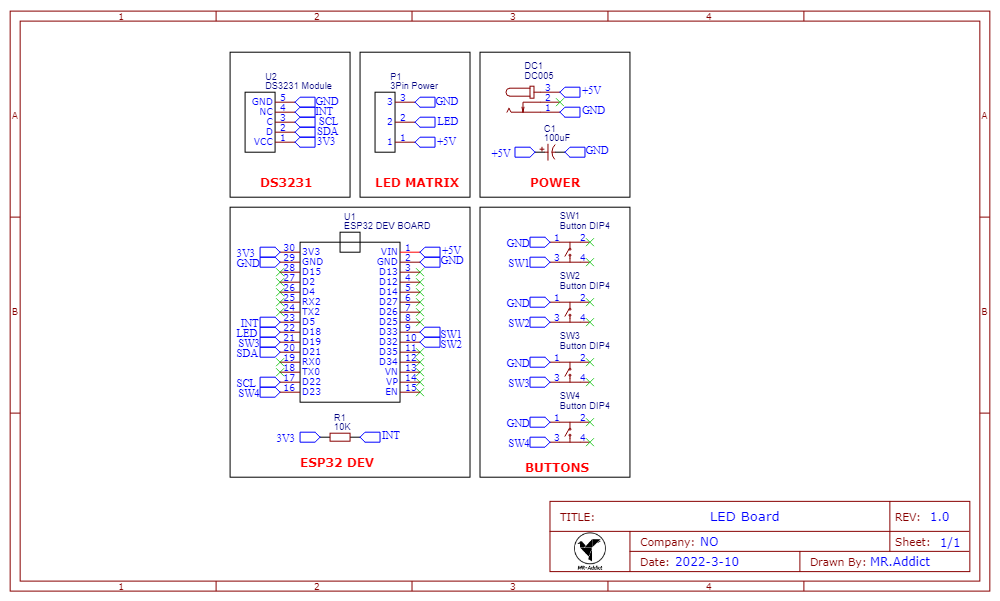 1 2 3 4
A A
B B
U2
DS3231 Module
GND 5 GND
NC 4 INT
C 3 SCL
D 2 SDA
VCC 1 3V3
DS3231
P1
3Pin Power
3 3 GND
2 2 LED
1 1 +5V
LED MATRIX
DC1
DC005
3 +5V
2
1 GND
C1
100uF
+5V + GND
POWER
U1
ESP32 DEV BOARD
3V3 30 3V3 VIN 1 +5V
GND 29 GND GND 2 GND
28 D15 D13 3
27 D2 D12 4
26 D4 D14 5
25 RX2 D27 6
24 TX2 D26 7
INT 23 D5 D25 8
LED 22 D18 D33 9 SW1
SW3 21 D19 D32 10 SW2
SDA 20 D21 D35 11
19 RX0 D34 12
18 TX0 VN 13
SCL 17 D22 VP 14
SW4 16 D23 EN 15
R1
10K
3V3 INT
ESP32 DEV
SW1
Button DIP4
GND 1 2
SW1 3 4
SW2
Button DIP4
GND 1 2
SW2 3 4
SW3
Button DIP4
GND 1 2
SW3 3 4
SW4
Button DIP4
GND 1 2
SW4 3 4
BUTTONS
TITLE: LED Board REV: 1.0
Company: NO Sheet: 1/1
Date: 2022-3-10 Drawn By: MR.Addict
MR-Addict
1 2 3 4